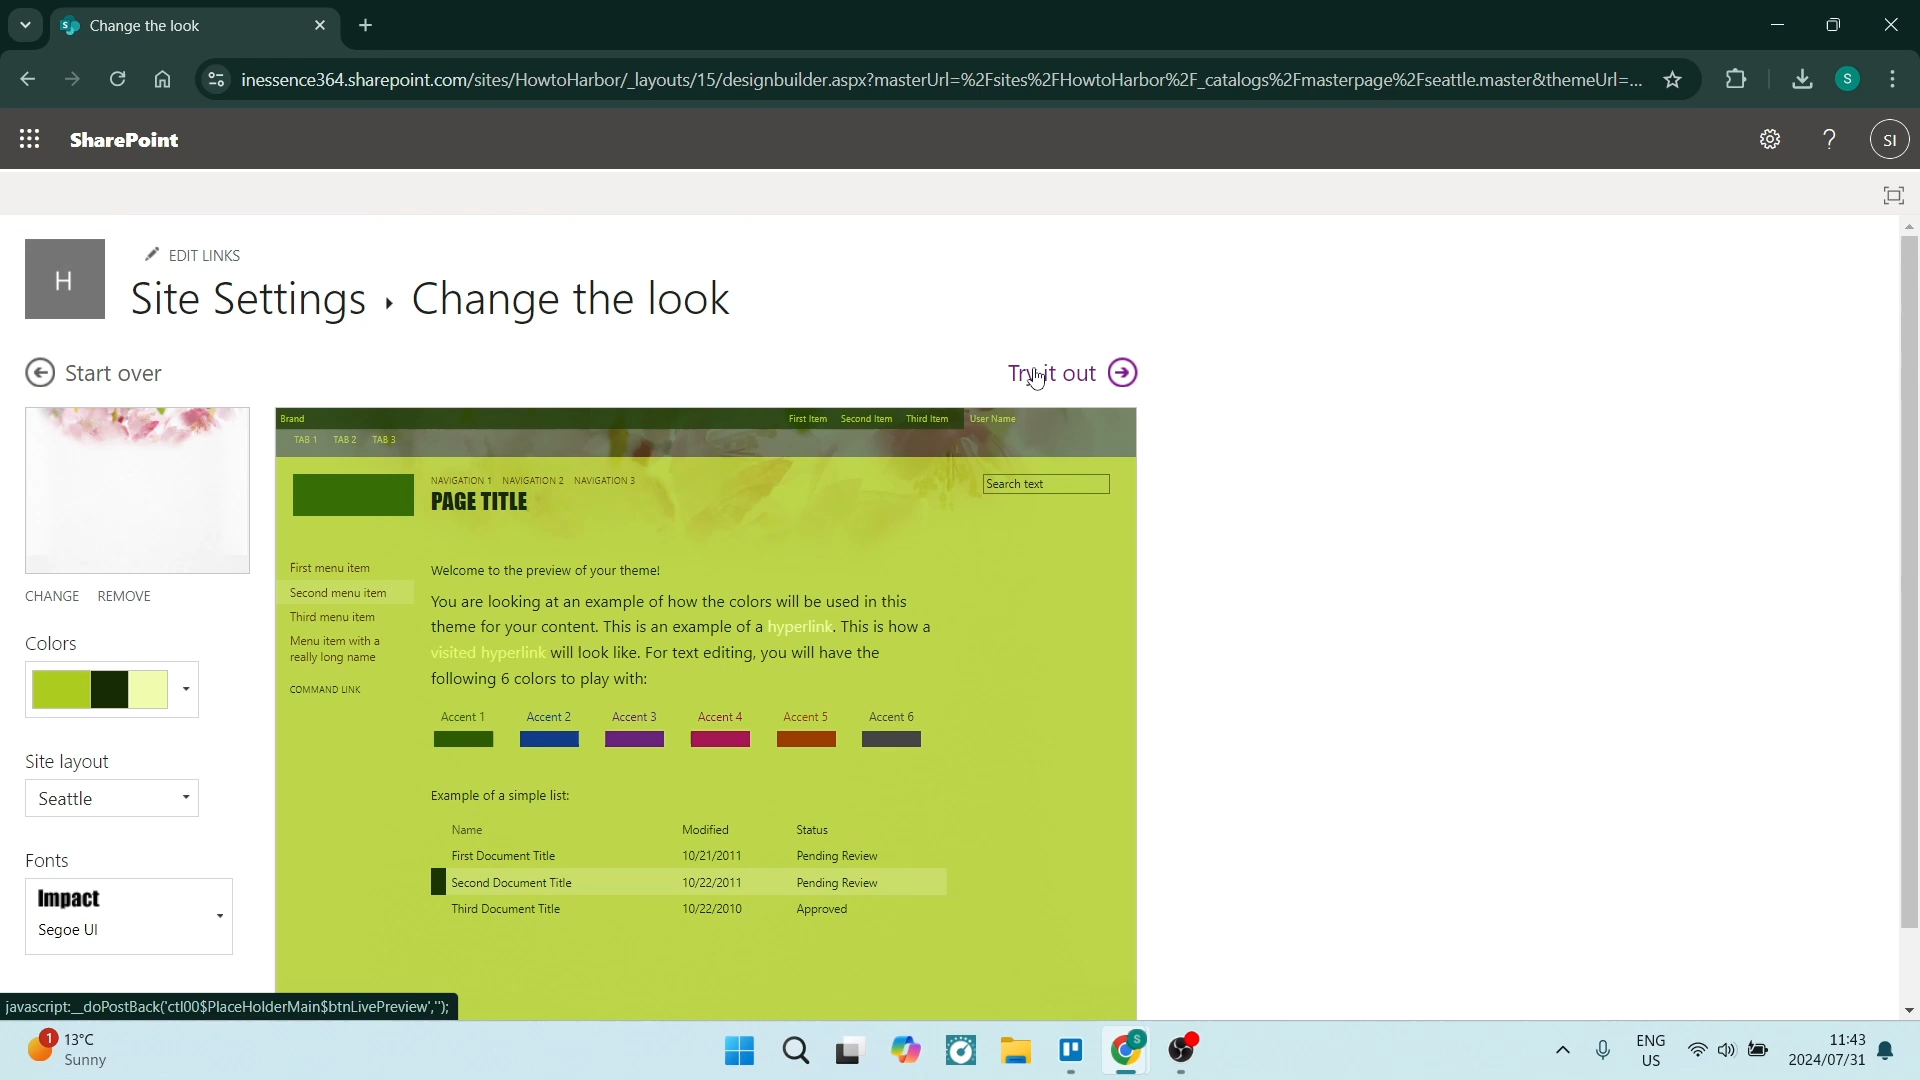 Change the look
inessence364.sharepoint.com/sites/HowtoHarbor/_layouts/15/designbuilder.aspx?masterUrl=%2Fsites%2FHowtoHarbor%2F_catalogs%2Fmasterpage%2Fseattle.master&themeUrl=...
S
SharePoint
?
SI
H
EDIT LINKS
Site Settings ▸ Change the look
Start over
Try it out
Brand
First Item Second Item Third Item User Name
TAB 1 TAB 2 TAB 3
NAVIGATION 1 NAVIGATION 2 NAVIGATION 3
PAGE TITLE
Search text
First menu item
Second menu item
Third menu item
Menu item with a
really long name
COMMAND LINK
Welcome to the preview of your theme!
You are looking at an example of how the colors will be used in this
theme for your content. This is an example of a hyperlink. This is how a
visited hyperlink will look like. For text editing, you will have the
following 6 colors to play with:
Accent 1 Accent 2 Accent 3 Accent 4 Accent 5 Accent 6
Example of a simple list:
Name Modified Status
First Document Title 10/21/2011 Pending Review
Second Document Title 10/22/2011 Pending Review
Third Document Title 10/22/2010 Approved
CHANGE REMOVE
Colors
Site layout
Seattle
Fonts
Impact
Segoe UI
javascript:__doPostBack('ctl00$PlaceHolderMain$btnLivePreview','');
1
13°C
Sunny
S
ENG
US
11:43
2024/07/31